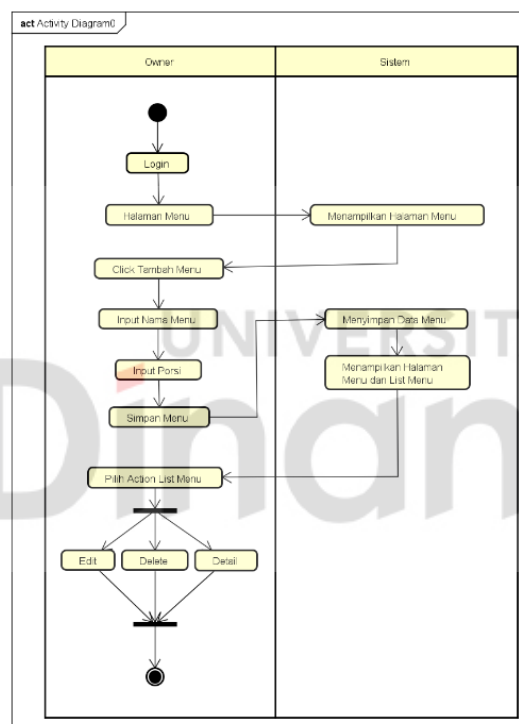 act Activity Diagram0
Owner
Sistem
Login
Halaman Menu
Menampilkan Halaman Menu
Click Tambah Menu
Input Nama Menu
Menyimpan Data Menu
UNIVERSIT
Input Porsi
Menampilkan Halaman
Menu dan List Menu
Dinam
Simpan Menu
Pilih Action List Menu
Edit
Delete
Detail